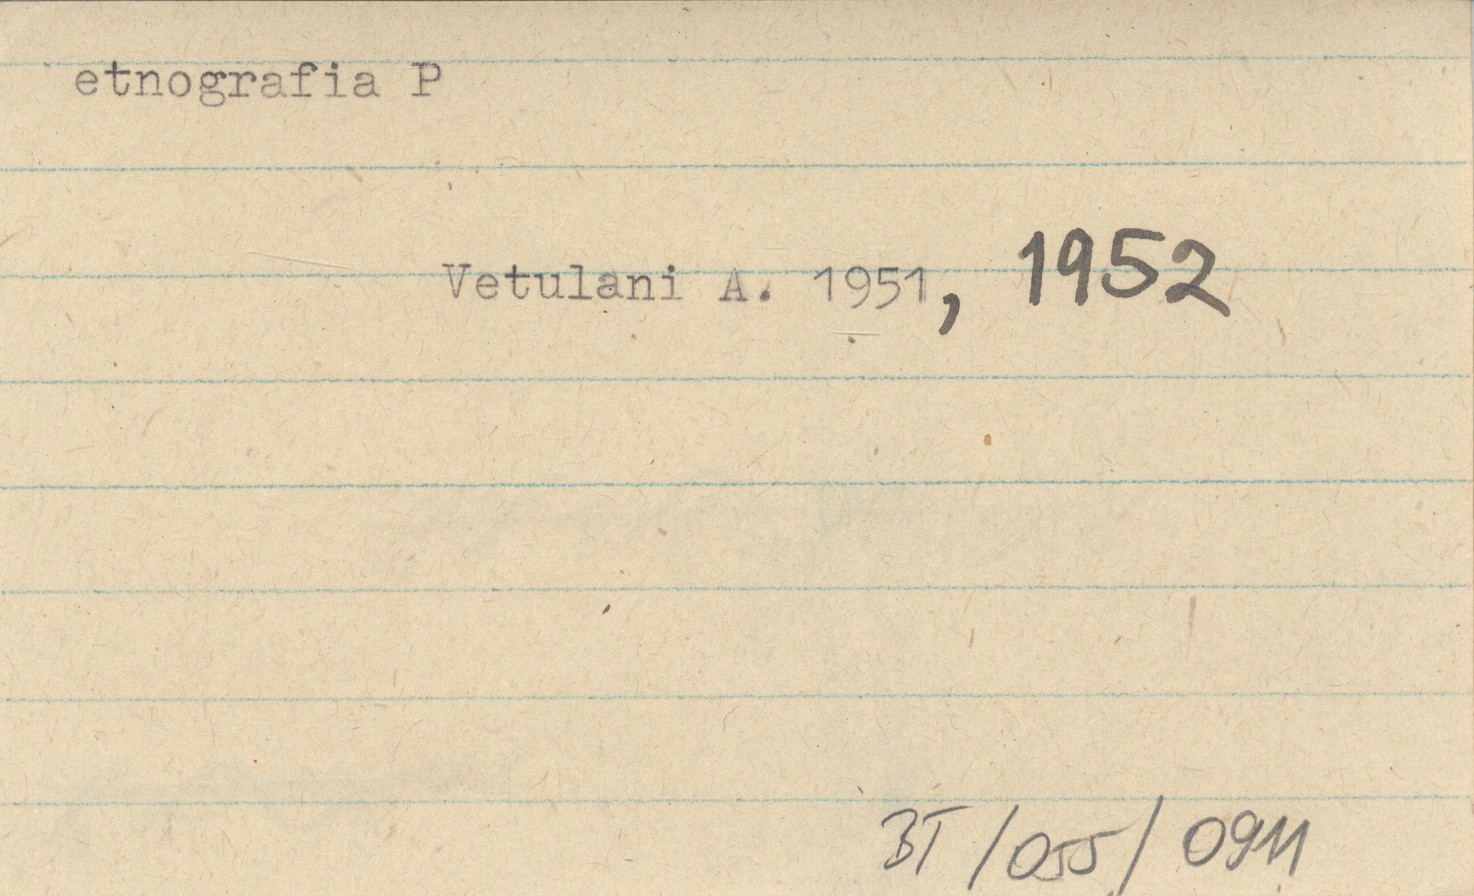 etnografia P
Vetulani A. 1951, 1952
BT/055/0911